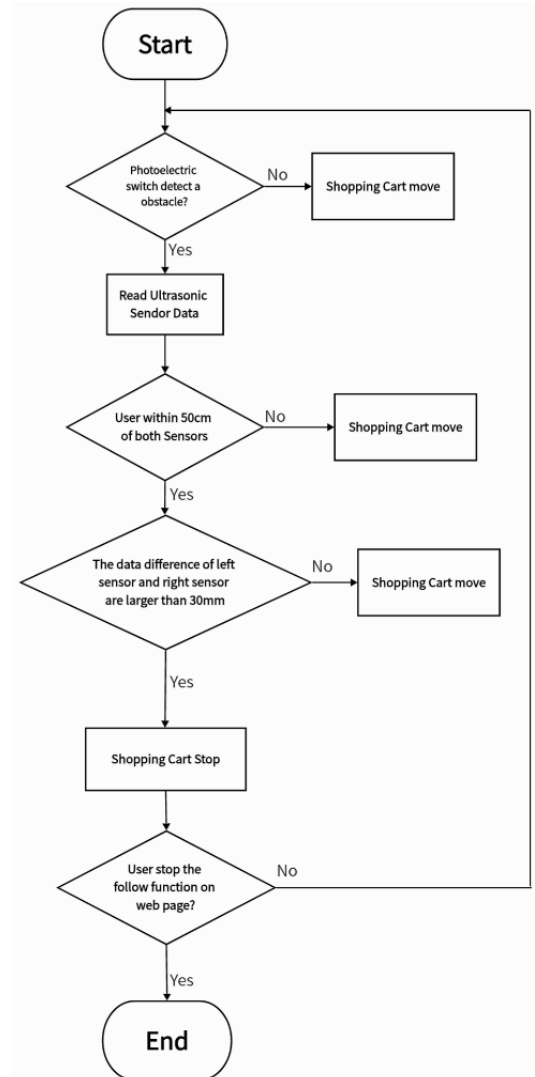 Start
Photoelectric
switch detect a
obstacle?
No
Shopping Cart move
Yes
Read Ultrasonic
Sendor Data
User within 50cm
of both Sensors
No
Shopping Cart move
Yes
The data difference of left
sensor and right sensor
are larger than 30mm
No
Shopping Cart move
Yes
Shopping Cart Stop
User stop the
follow function on
web page?
No
Yes
End